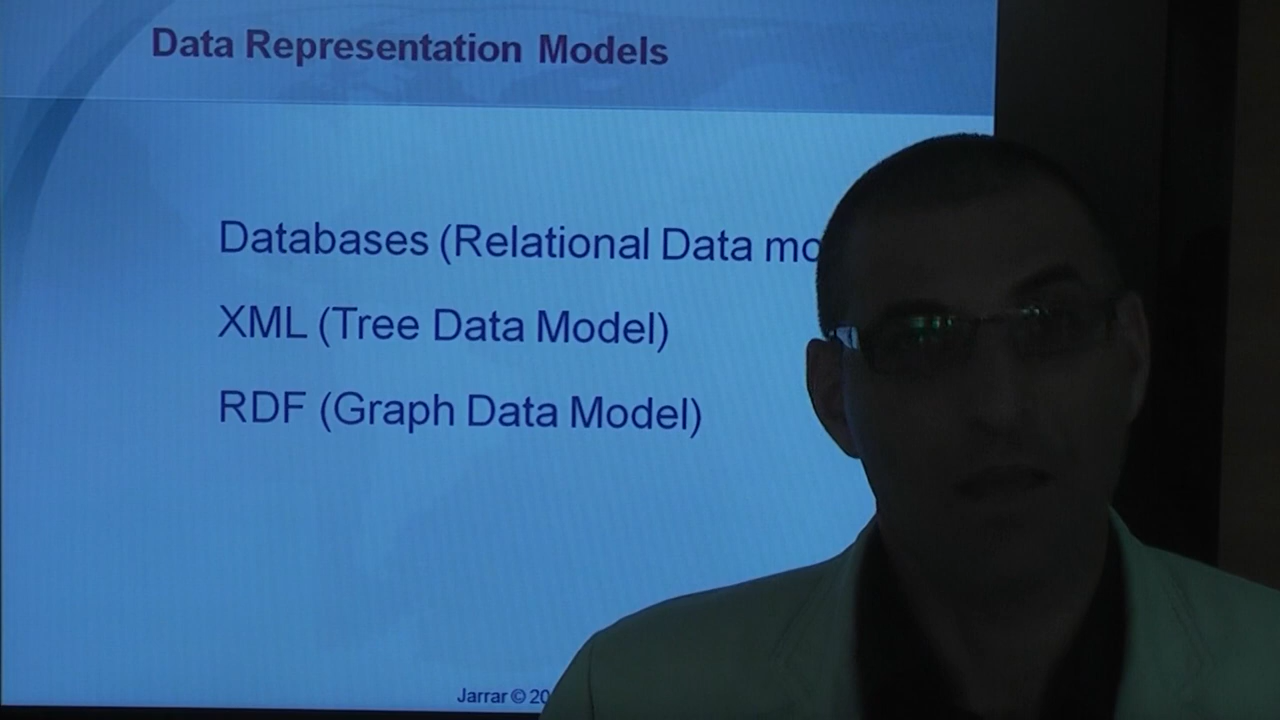 Data Representation Models
Databases (Relational Data mo
XML (Tree Data Model)
RDF (Graph Data Model)
Jarrar © 20